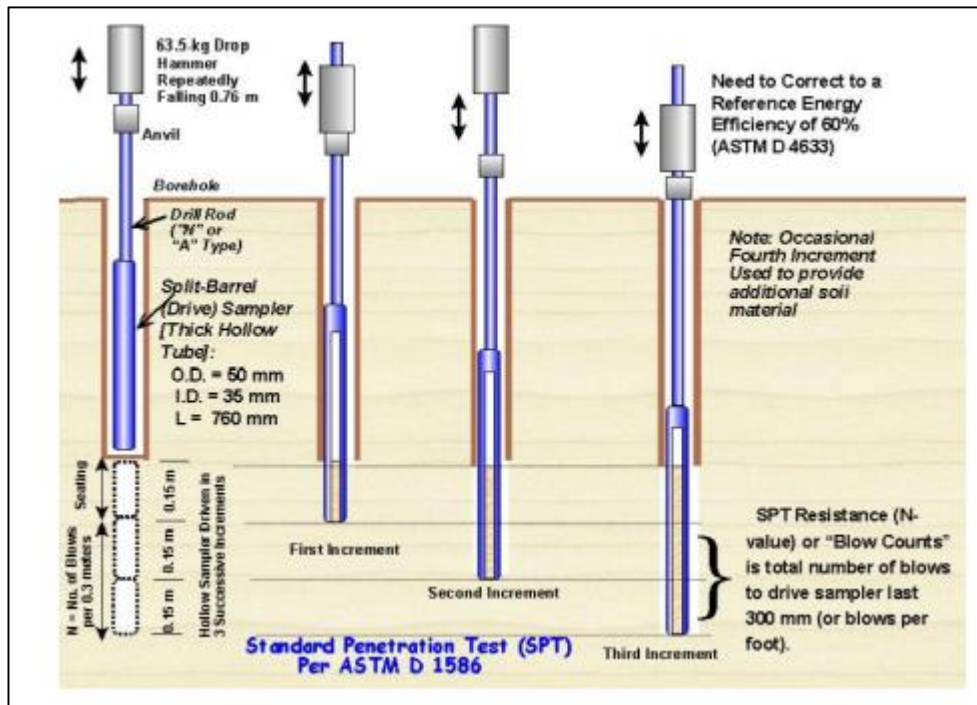 63.5-kg Drop
Hammer
Repeatedly
Falling 0.76 m
Anvil
Borehole
Drill Rod
("N" or
"A" Type)
Split-Barrel
(Drive) Sampler
[Thick Hollow
Tube]:
O.D. = 50 mm
I.D. = 35 mm
L = 760 mm
Seating
N = No. of Blows
per 0.3 meters
0.15 m
0.15 m
0.15 m
Hollow Sampler Driven in
3 Successive Increments
First Increment
Second Increment
Third Increment
Need to Correct to a
Reference Energy
Efficiency of 60%
(ASTM D 4633)
Note: Occasional
Fourth Increment
Used to provide
additional soil
material
SPT Resistance (N-
value) or "Blow Counts"
is total number of blows
to drive sampler last
300 mm (or blows per
foot).
Standard Penetration Test (SPT)
Per ASTM D 1586